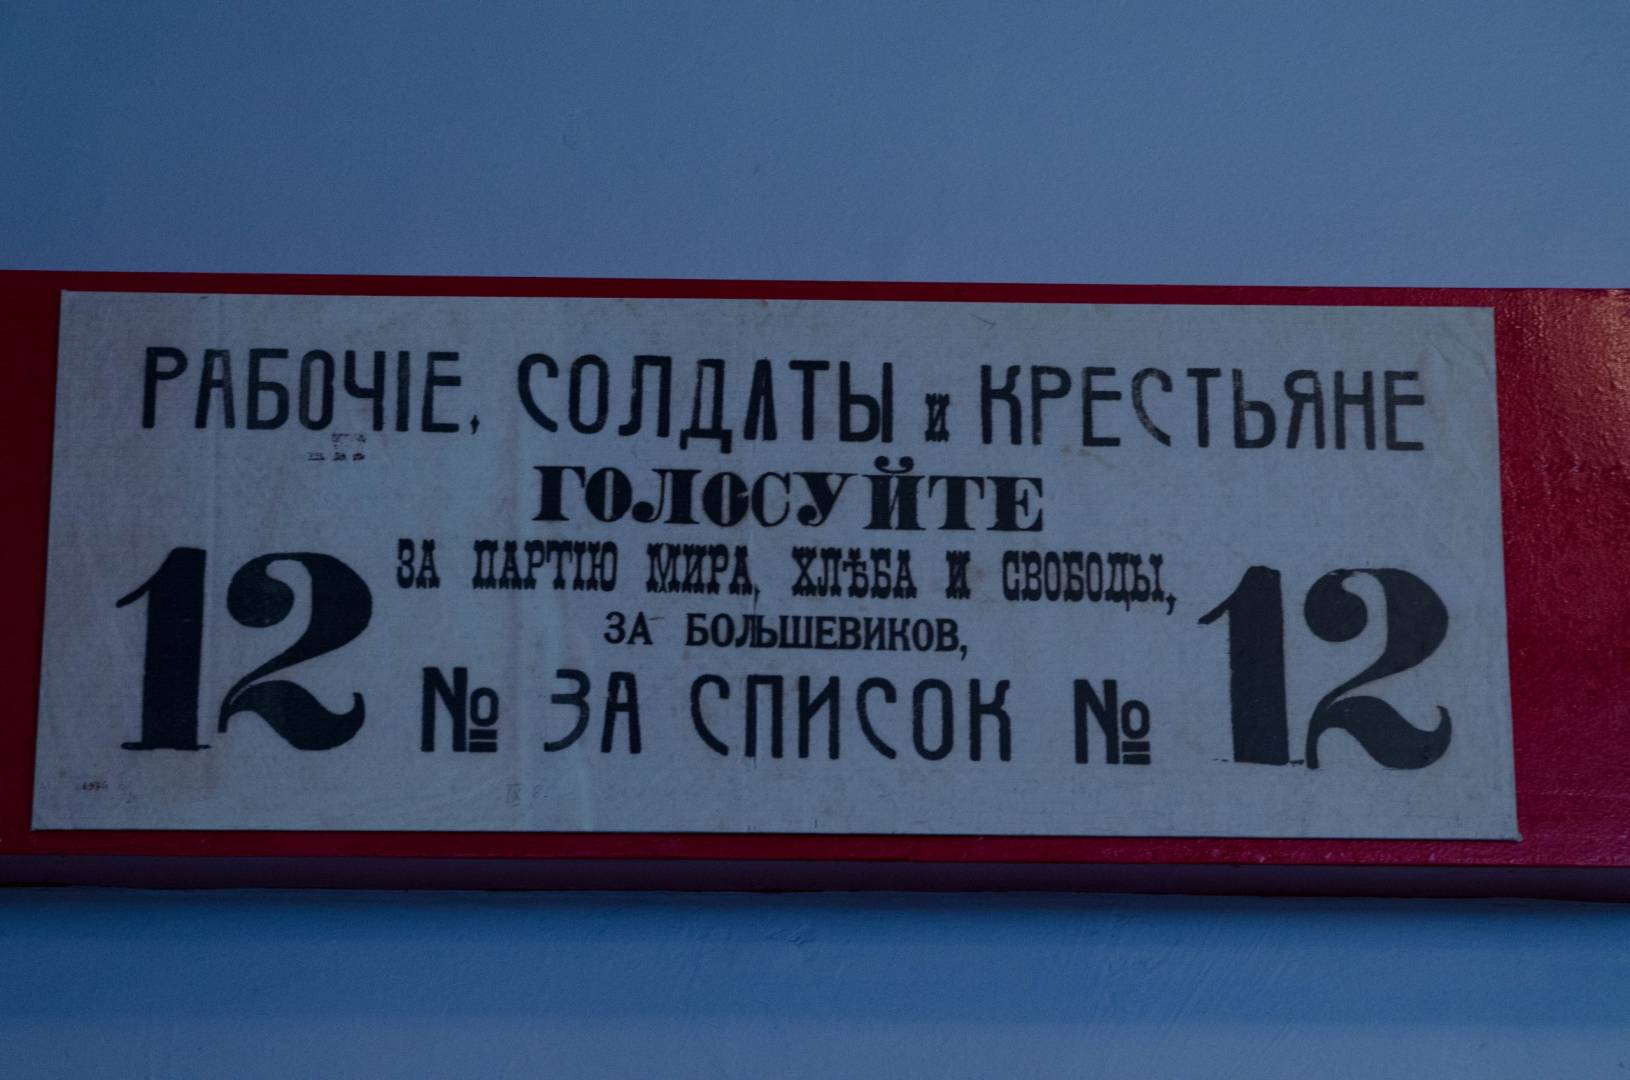 РАБОЧІЕ, СОЛДАТЫ и КРЕСТЬЯНЕ
ГОЛОСУЙТЕ
ЗА ПАРТІЮ МИРА, ХЛѢБА И СВОБОДЫ,
ЗА БОЛЬШЕВИКОВ,
12 № ЗА СПИСОК № 12